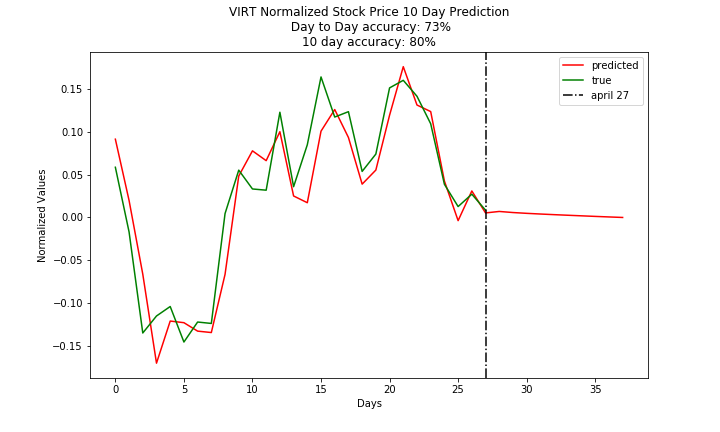 VIRT Normalized Stock Price 10 Day Prediction
Day to Day accuracy: 73%
10 day accuracy: 80%
predicted
true
april 27
Normalized Values
0.15
0.10
0.05
0.00
−0.05
−0.10
−0.15
0 5 10 15 20 25 30 35
Days